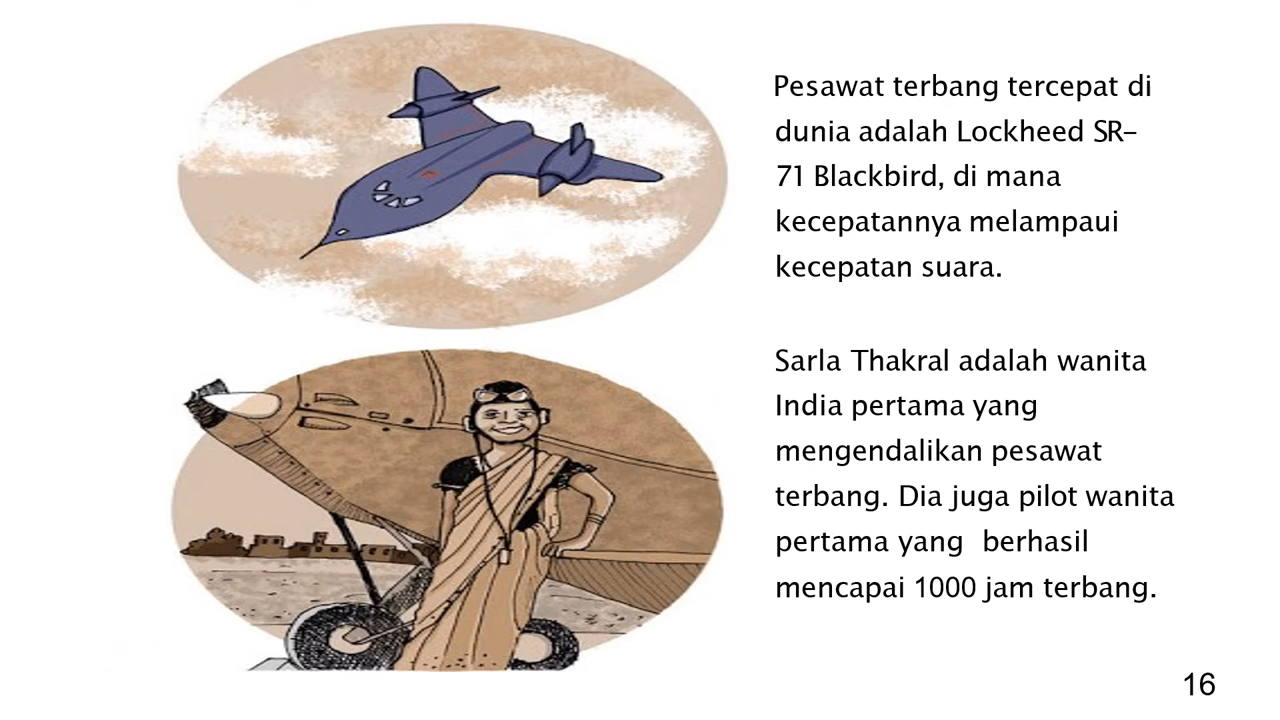 Pesawat terbang tercepat di
dunia adalah Lockheed SR-
71 Blackbird, di mana
kecepatannya melampaui
kecepatan suara.
Sarla Thakral adalah wanita
India pertama yang
mengendalikan pesawat
terbang. Dia juga pilot wanita
pertama yang  berhasil
mencapai 1000 jam terbang.
16